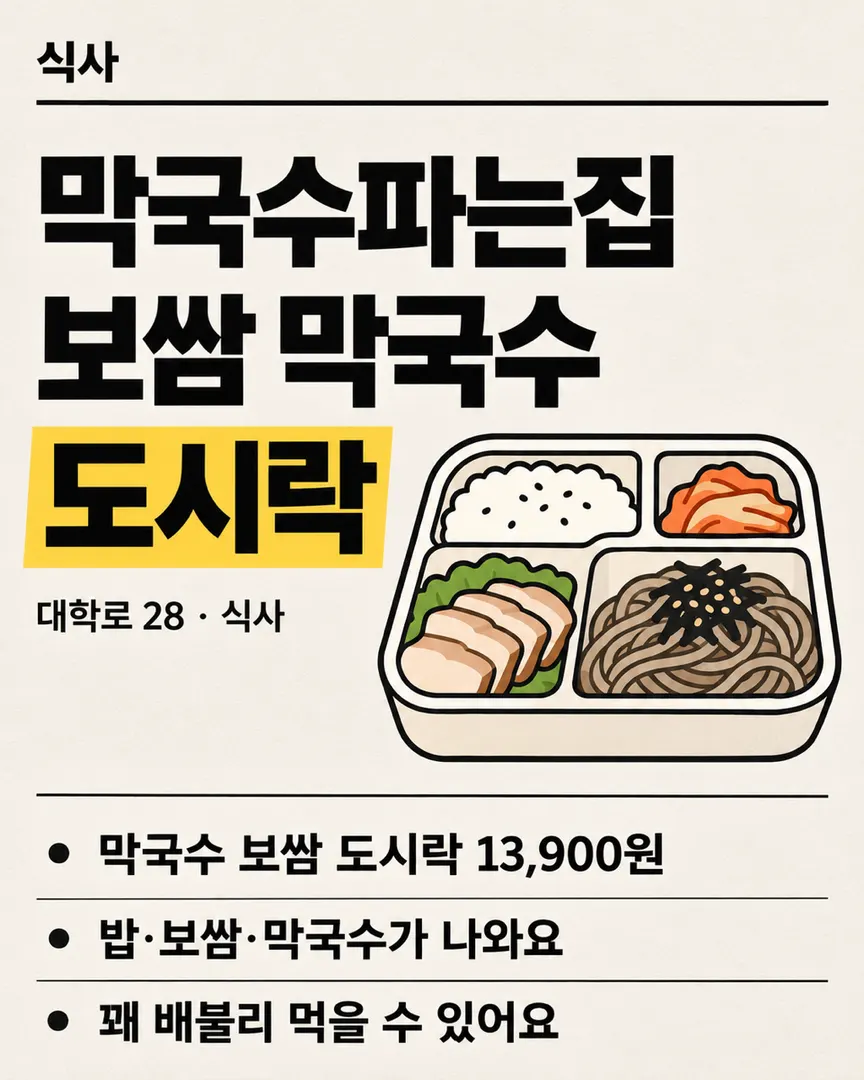 식사
막국수파는집
보쌈 막국수
도시락
대학로 28 · 식사
● 막국수 보쌈 도시락 13,900원
● 밥·보쌈·막국수가 나와요
● 꽤 배불리 먹을 수 있어요